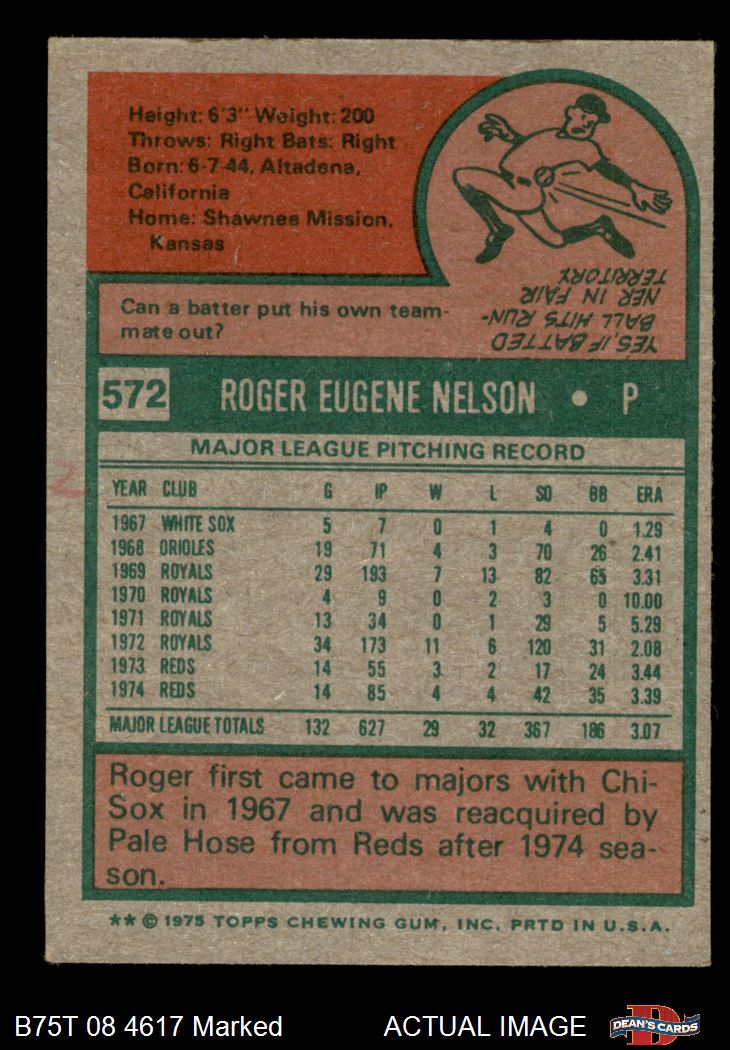 Height: 6'3" Weight: 200
Throws: Right Bats: Right
Born: 6-7-44, Altadena,
California
Home: Shawnee Mission,
Kansas
Can a batter put his own team-
mate out?
YES, IF BATTED
BALL HITS RUN-
NER IN FAIR
TERRITORY.
572 ROGER EUGENE NELSON • P
MAJOR LEAGUE PITCHING RECORD
YEAR CLUB G IP W L SO BB ERA
1967 WHITE SOX 5 7 0 1 4 0 1.29
1968 ORIOLES 19 71 4 3 70 26 2.41
1969 ROYALS 29 193 7 13 82 65 3.31
1970 ROYALS 4 9 0 2 3 0 10.00
1971 ROYALS 13 34 0 1 29 5 5.29
1972 ROYALS 34 173 11 6 120 31 2.08
1973 REDS 14 55 3 2 17 24 3.44
1974 REDS 14 85 4 4 42 35 3.39
MAJOR LEAGUE TOTALS 132 627 29 32 367 186 3.07
Roger first came to majors with Chi-
Sox in 1967 and was reacquired by
Pale Hose from Reds after 1974 sea-
son.
** © 1975 TOPPS CHEWING GUM, INC. PRTD IN U.S.A.
2
B75T 08 4617 Marked ACTUAL IMAGE
D
DEAN'S CARDS